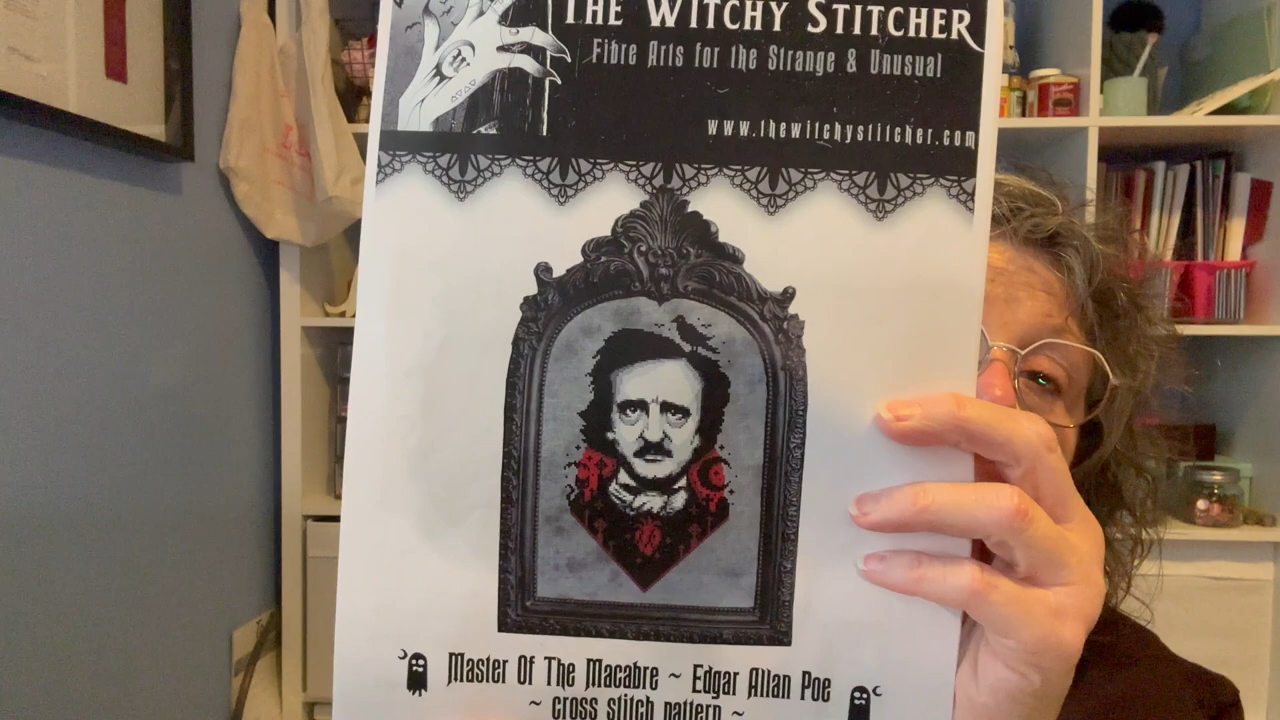 The Witchy Stitcher
Fibre Arts for the Strange & Unusual
www.thewitchystitcher.com
Master Of The Macabre ~ Edgar Allan Poe
~ cross stitch pattern ~